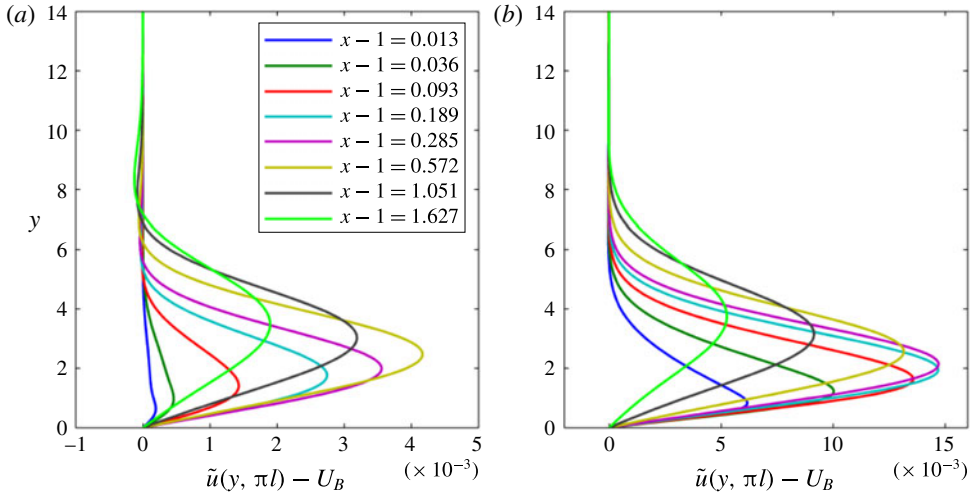 (a)
14
12
10
8
6
4
2
0
y
x − 1 = 0.013
x − 1 = 0.036
x − 1 = 0.093
x − 1 = 0.189
x − 1 = 0.285
x − 1 = 0.572
x − 1 = 1.051
x − 1 = 1.627
−1 0 1 2 3 4 5
(× 10⁻³)
ũ(y, πl) − U_B
(b)
14
12
10
8
6
4
2
0
0 5 10 15
(× 10⁻³)
ũ(y, πl) − U_B